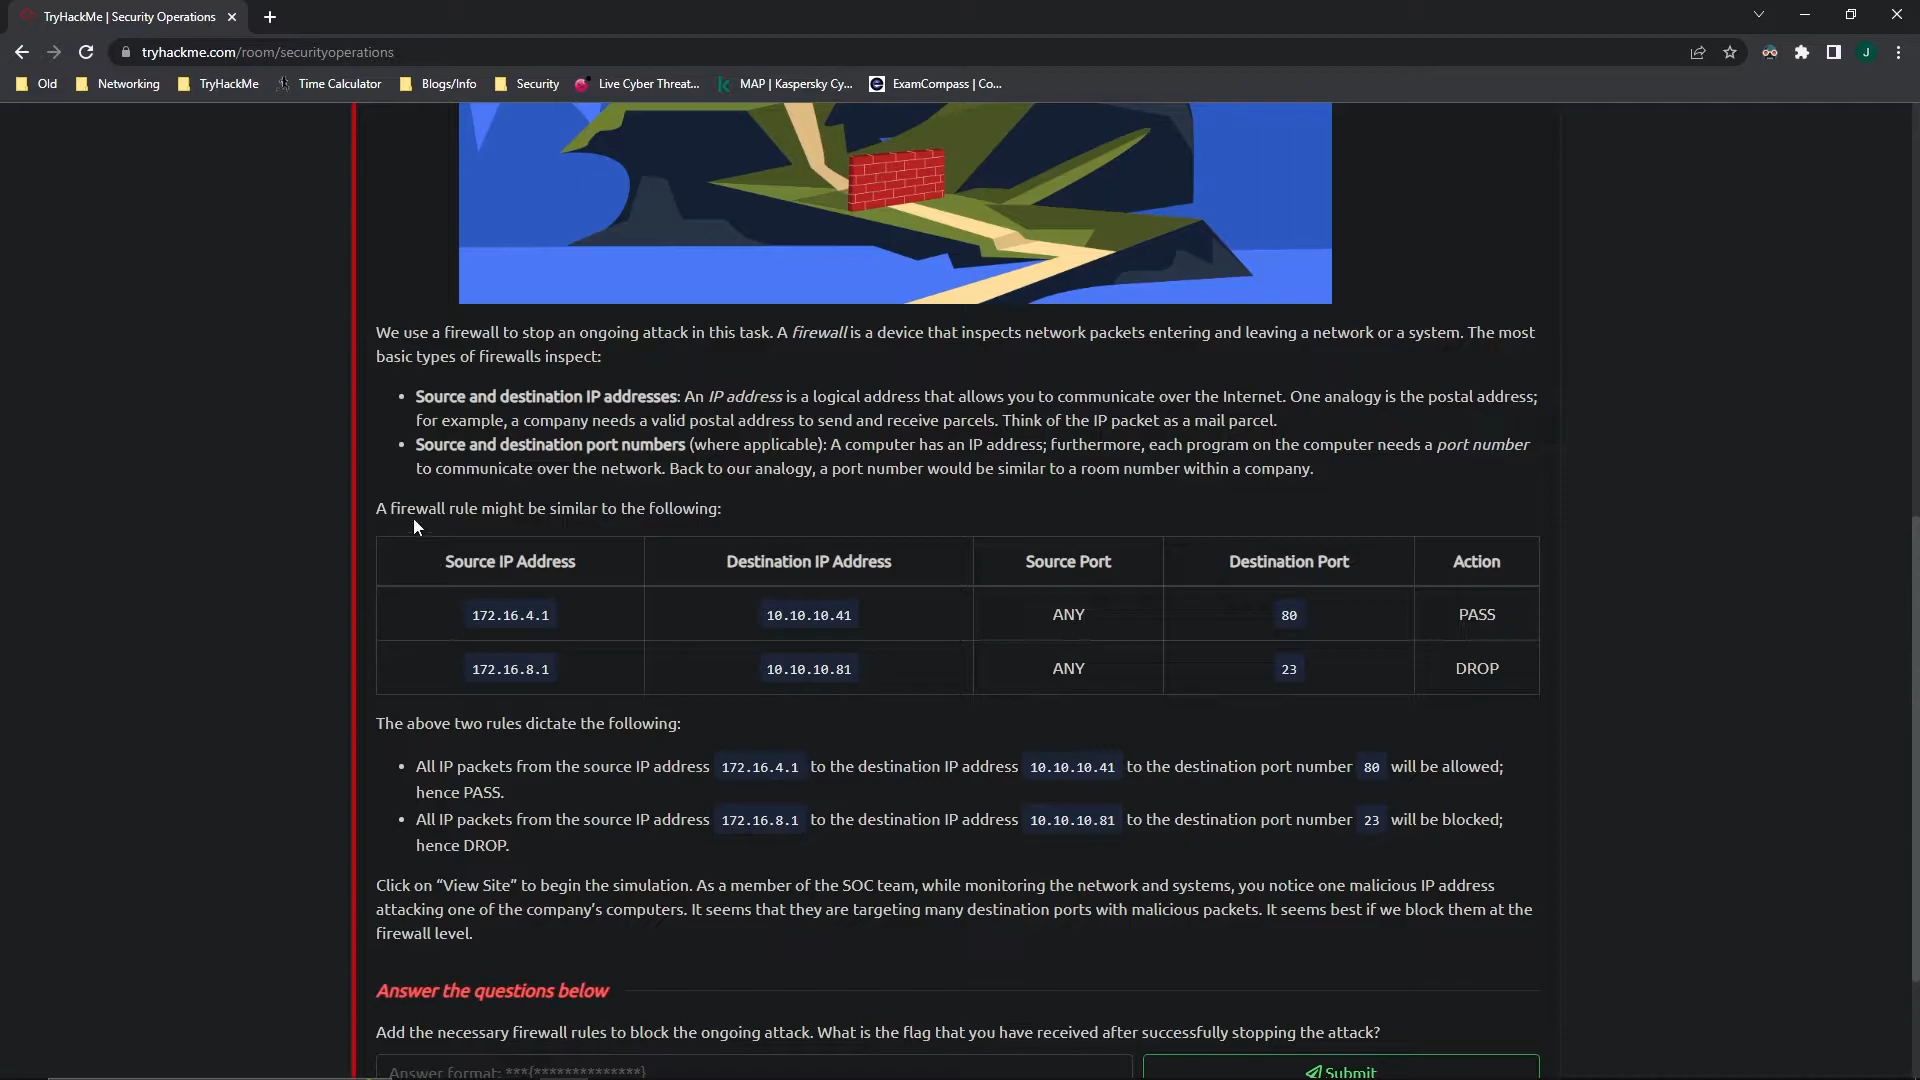 TryHackMe | Security Operations
tryhackme.com/room/securityoperations
J
Old Networking TryHackMe Time Calculator Blogs/Info Security Live Cyber Threat... MAP | Kaspersky Cy... ExamCompass | Co...
We use a firewall to stop an ongoing attack in this task. A firewall is a device that inspects network packets entering and leaving a network or a system. The most
basic types of firewalls inspect:
• Source and destination IP addresses: An IP address is a logical address that allows you to communicate over the Internet. One analogy is the postal address;
for example, a company needs a valid postal address to send and receive parcels. Think of the IP packet as a mail parcel.
• Source and destination port numbers (where applicable): A computer has an IP address; furthermore, each program on the computer needs a port number
to communicate over the network. Back to our analogy, a port number would be similar to a room number within a company.
A firewall rule might be similar to the following:
Source IP Address Destination IP Address Source Port Destination Port Action
172.16.4.1 10.10.10.41 ANY 80 PASS
172.16.8.1 10.10.10.81 ANY 23 DROP
The above two rules dictate the following:
• All IP packets from the source IP address 172.16.4.1 to the destination IP address 10.10.10.41 to the destination port number 80 will be allowed;
hence PASS.
• All IP packets from the source IP address 172.16.8.1 to the destination IP address 10.10.10.81 to the destination port number 23 will be blocked;
hence DROP.
Click on “View Site” to begin the simulation. As a member of the SOC team, while monitoring the network and systems, you notice one malicious IP address
attacking one of the company’s computers. It seems that they are targeting many destination ports with malicious packets. It seems best if we block them at the
firewall level.
Answer the questions below
Add the necessary firewall rules to block the ongoing attack. What is the flag that you have received after successfully stopping the attack?
Answer format: ***{**************} Submit